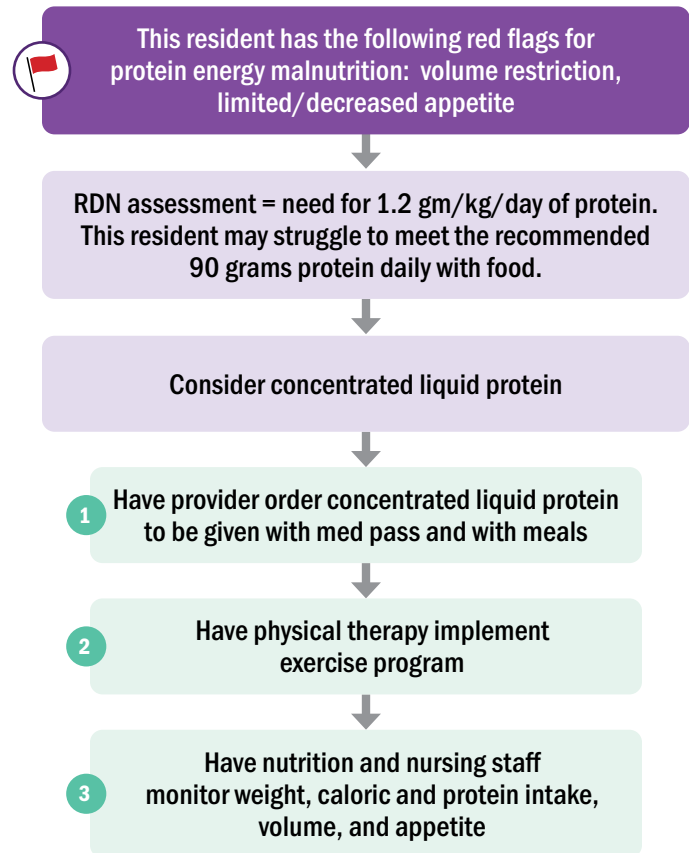 This resident has the following red flags for
protein energy malnutrition: volume restriction,
limited/decreased appetite
RDN assessment = need for 1.2 gm/kg/day of protein.
This resident may struggle to meet the recommended
90 grams protein daily with food.
Consider concentrated liquid protein
1
Have provider order concentrated liquid protein
to be given with med pass and with meals
2
Have physical therapy implement
exercise program
3
Have nutrition and nursing staff
monitor weight, caloric and protein intake,
volume, and appetite